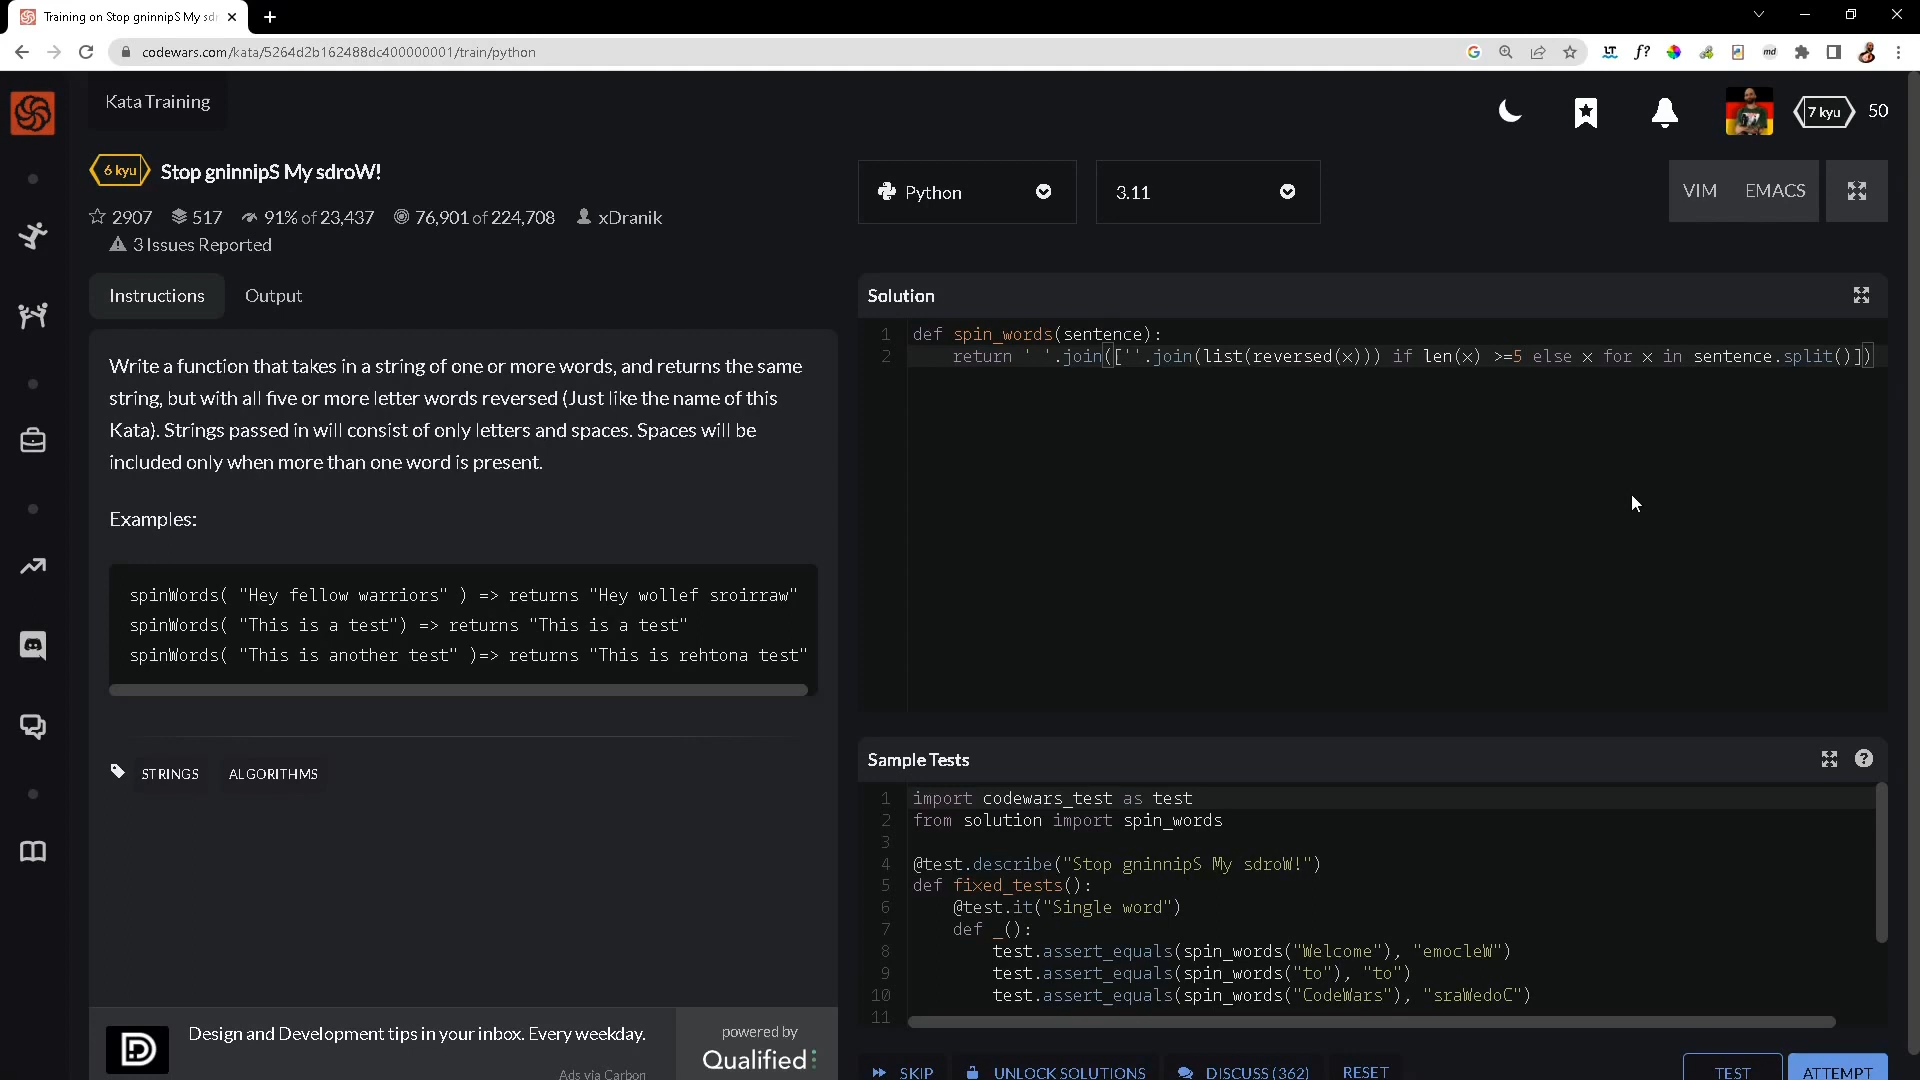 Training on Stop gninnipS My sdr
codewars.com/kata/5264d2b162488dc400000001/train/python
Kata Training
7 kyu 50
6 kyu Stop gninnipS My sdroW!
2907 517 91% of 23,437 76,901 of 224,708 xDranik
3 Issues Reported
Instructions Output
Write a function that takes in a string of one or more words, and returns the same
string, but with all five or more letter words reversed (Just like the name of this
Kata). Strings passed in will consist of only letters and spaces. Spaces will be
included only when more than one word is present.
Examples:
spinWords( "Hey fellow warriors" ) => returns "Hey wollef sroirraw"
spinWords( "This is a test") => returns "This is a test"
spinWords( "This is another test" )=> returns "This is rehtona test"
STRINGS ALGORITHMS
Design and Development tips in your inbox. Every weekday.
Ads via Carbon
powered by
Qualified
Python 3.11 VIM EMACS
Solution
1 def spin_words(sentence):
2     return ' '.join([''.join(list(reversed(x))) if len(x) >=5 else x for x in sentence.split()])
Sample Tests
1 import codewars_test as test
2 from solution import spin_words
3
4 @test.describe("Stop gninnipS My sdroW!")
5 def fixed_tests():
6     @test.it("Single word")
7     def _():
8         test.assert_equals(spin_words("Welcome"), "emocleW")
9         test.assert_equals(spin_words("to"), "to")
10         test.assert_equals(spin_words("CodeWars"), "sraWedoC")
11
SKIP UNLOCK SOLUTIONS DISCUSS (362) RESET TEST ATTEMPT